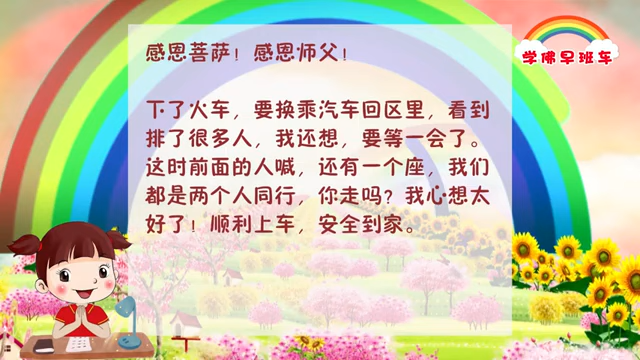 学佛早班车
感恩菩萨！感恩师父！
下了火车，要换乘汽车回区里，看到
排了很多人，我还想，要等一会了。
这时前面的人喊，还有一个座，我们
都是两个人同行，你走吗？我心想太
好了！顺利上车，安全到家。